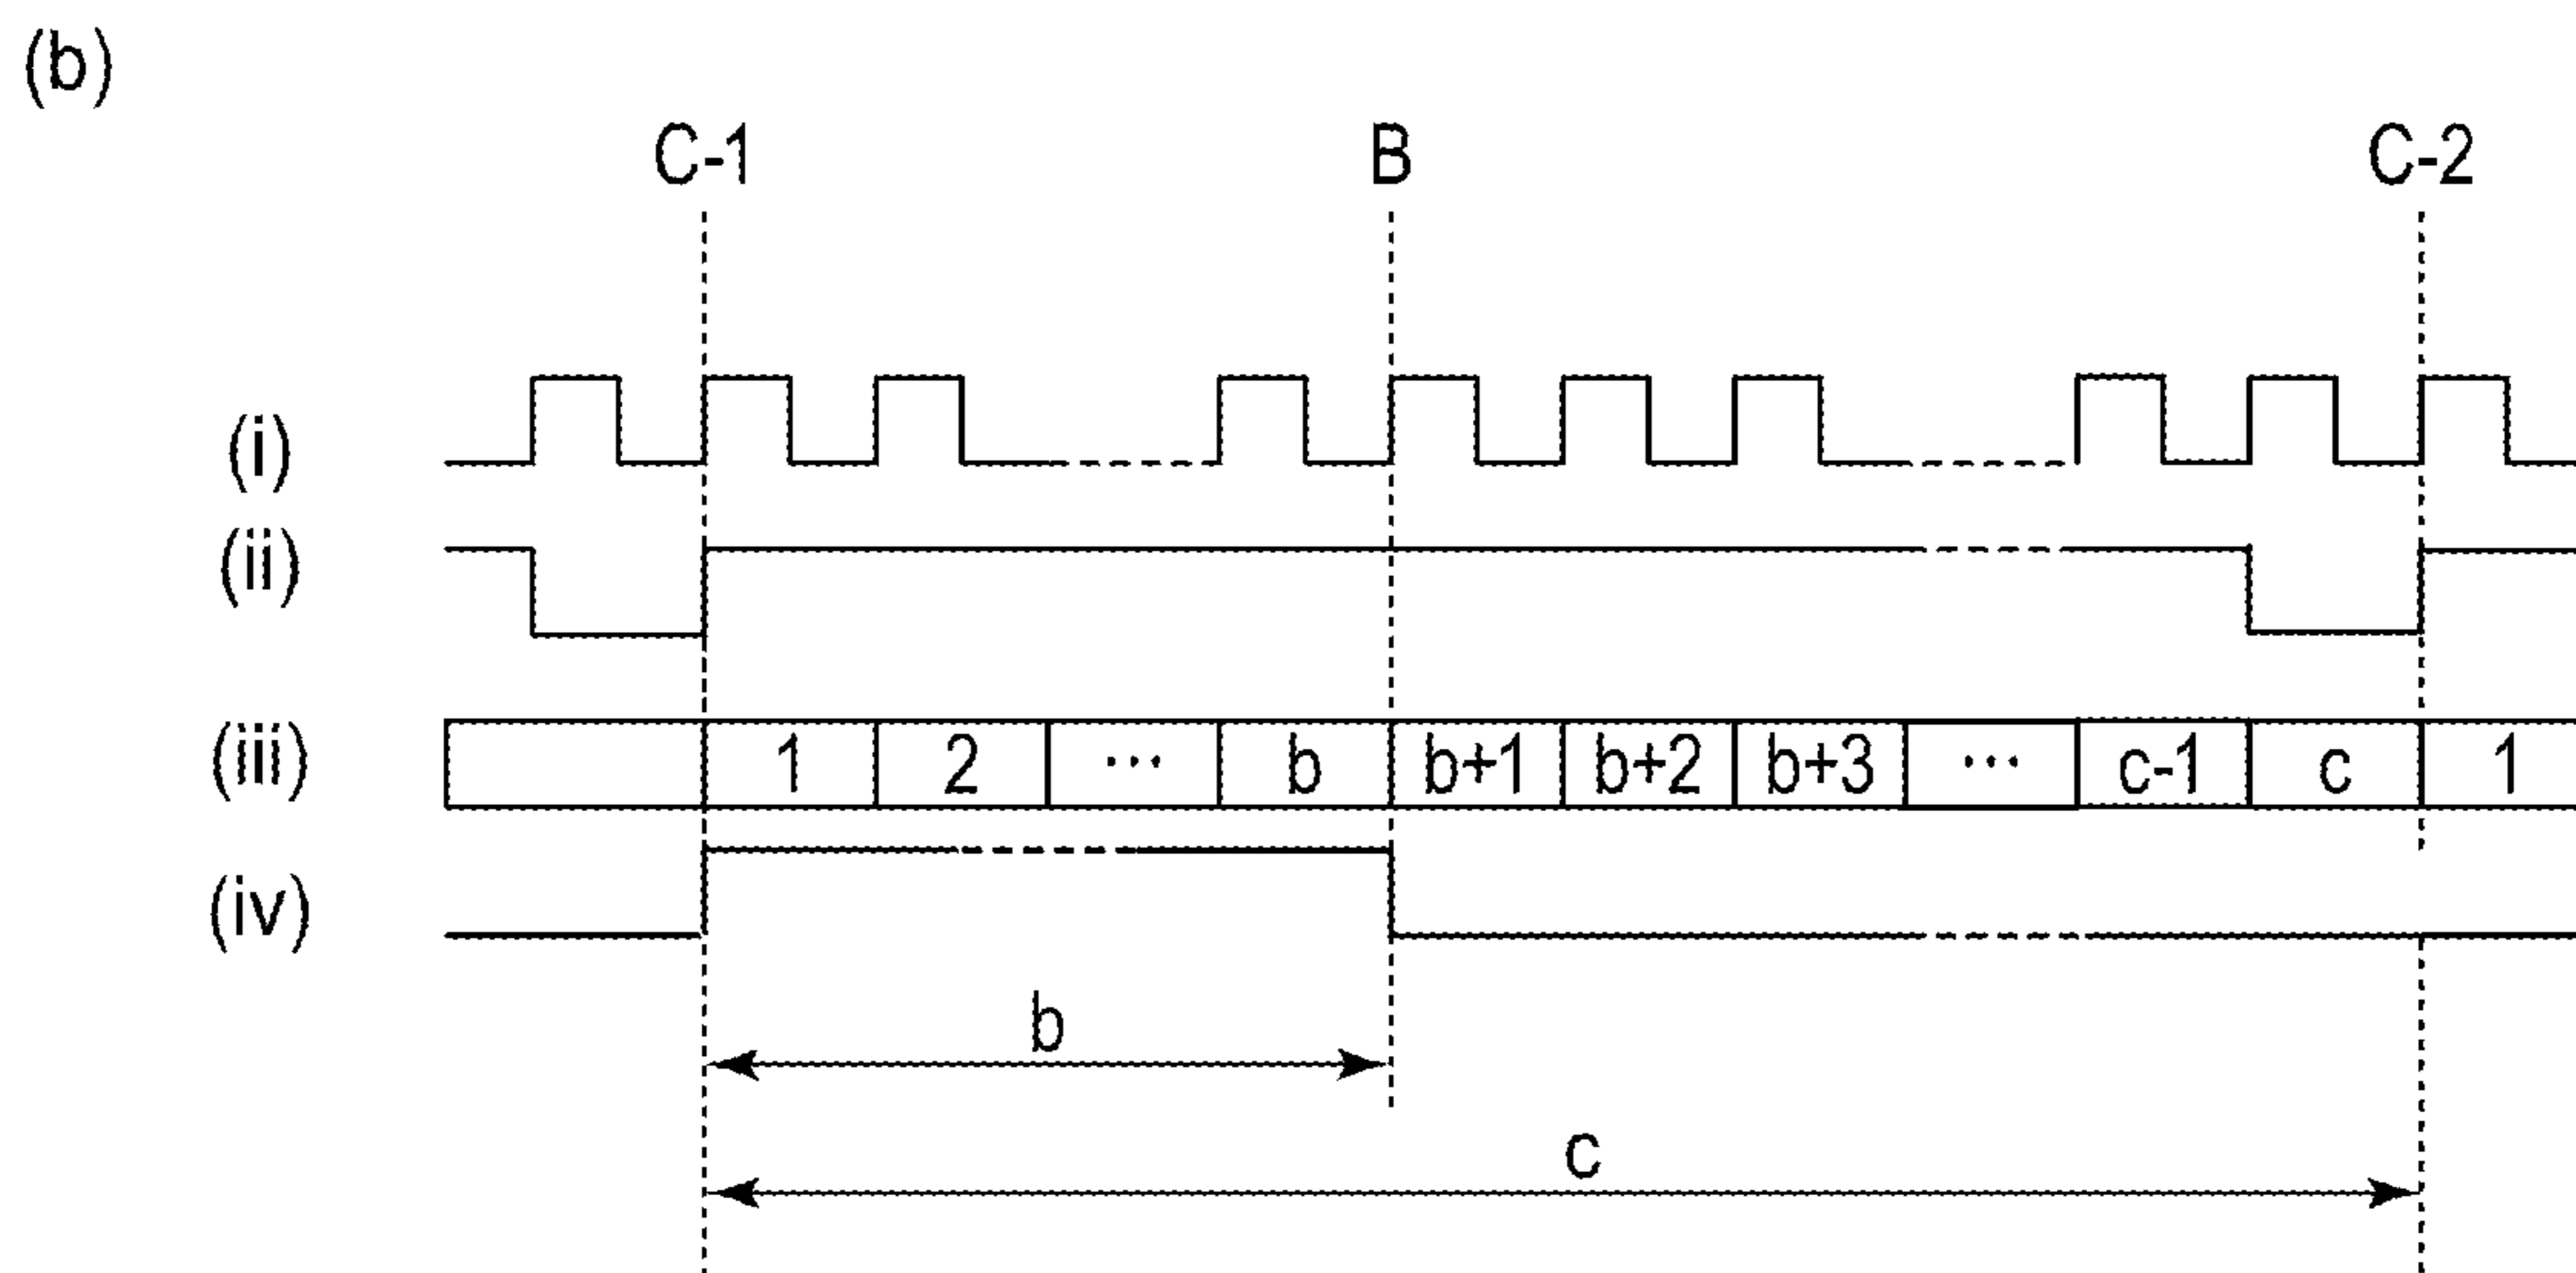 (b)
C-1 B C-2
(i)
(ii)
(iii) 1 2 ··· b b+1 b+2 b+3 ··· c-1 c 1
(iv)
b
c